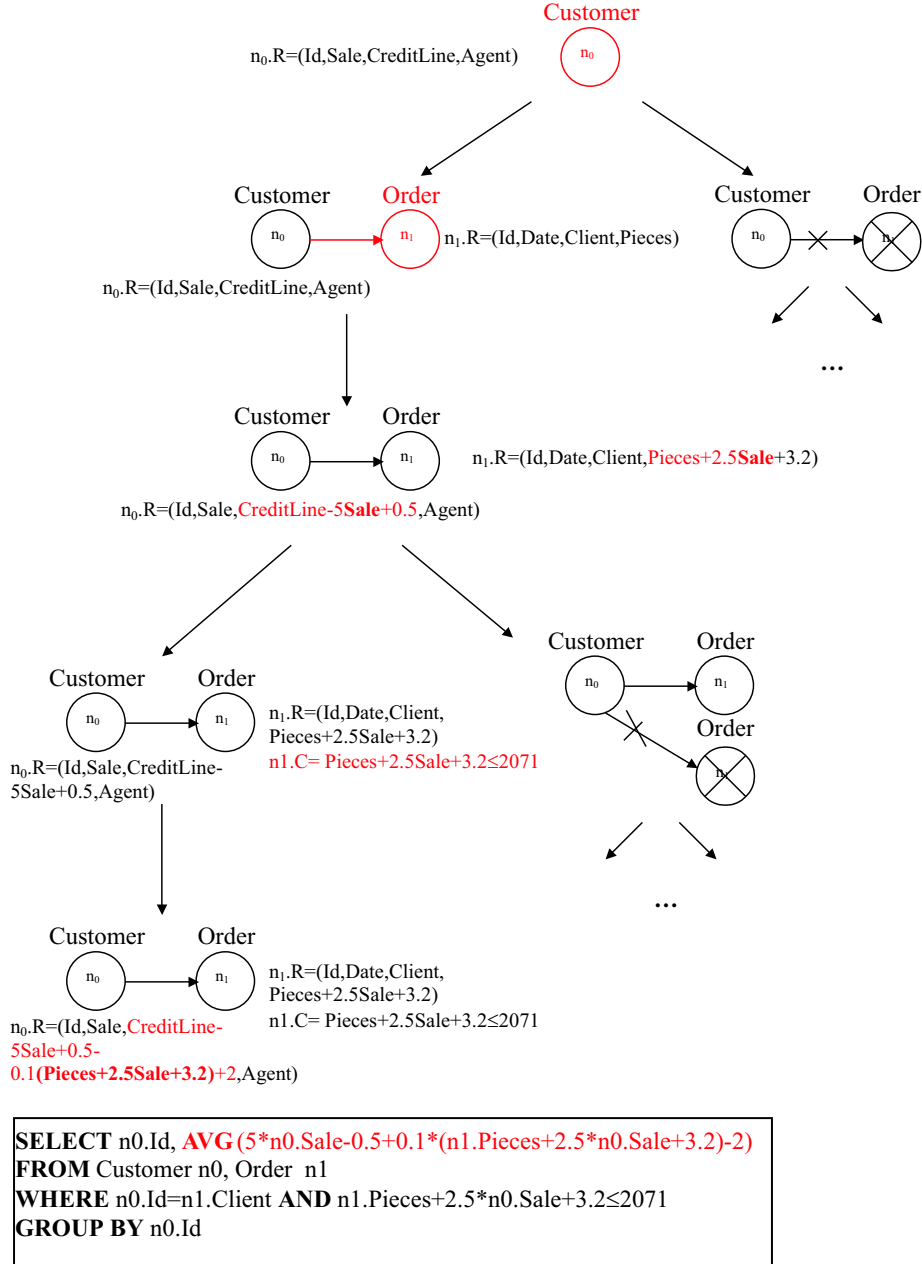 Customer
n₀.R=(Id,Sale,CreditLine,Agent)
n₀
Customer
Order
n₀
n₁
n₁.R=(Id,Date,Client,Pieces)
n₀.R=(Id,Sale,CreditLine,Agent)
Customer
Order
n₀
...
Customer
Order
n₀
n₁
n₁.R=(Id,Date,Client,Pieces+2.5Sale+3.2)
n₀.R=(Id,Sale,CreditLine-5Sale+0.5,Agent)
Customer
Order
n₀
n₁
n₁.R=(Id,Date,Client,
Pieces+2.5Sale+3.2)
n1.C= Pieces+2.5Sale+3.2≤2071
n₀.R=(Id,Sale,CreditLine-
5Sale+0.5,Agent)
Customer
Order
n₀
n₁
Order
...
Customer
Order
n₀
n₁
n₁.R=(Id,Date,Client,
Pieces+2.5Sale+3.2)
n1.C= Pieces+2.5Sale+3.2≤2071
n₀.R=(Id,Sale,CreditLine-
5Sale+0.5-
0.1(Pieces+2.5Sale+3.2)+2,Agent)
SELECT n0.Id, AVG (5*n0.Sale-0.5+0.1*(n1.Pieces+2.5*n0.Sale+3.2)-2)
FROM Customer n0, Order n1
WHERE n0.Id=n1.Client AND n1.Pieces+2.5*n0.Sale+3.2≤2071
GROUP BY n0.Id